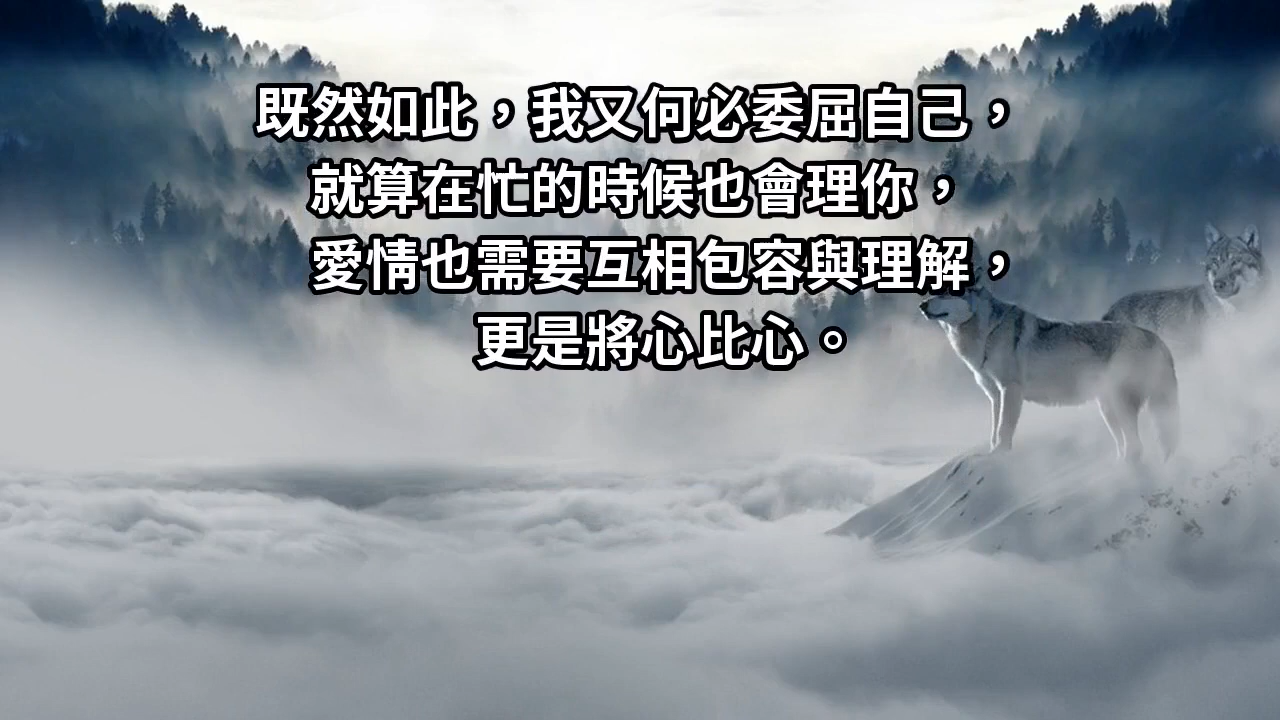 既然如此，我又何必委屈自己，
就算在忙的時候也會理你，
愛情也需要互相包容與理解，
更是將心比心。